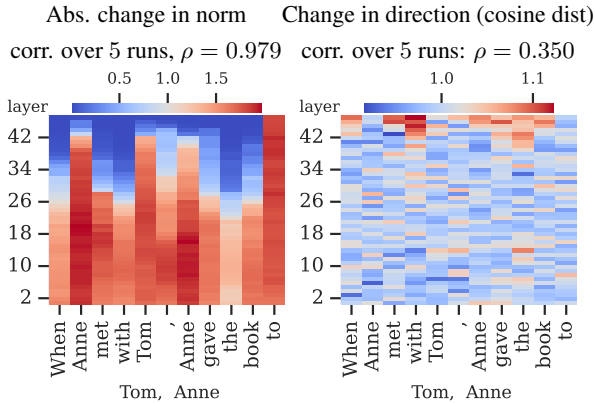 Abs. change in norm
corr. over 5 runs, ρ = 0.979
0.5 1.0 1.5
layer
42
34
26
18
10
2
When Anne met with Tom , Anne gave the book to
Tom, Anne
Change in direction (cosine dist)
corr. over 5 runs: ρ = 0.350
1.0 1.1
layer
42
34
26
18
10
2
When Anne met with Tom , Anne gave the book to
Tom, Anne